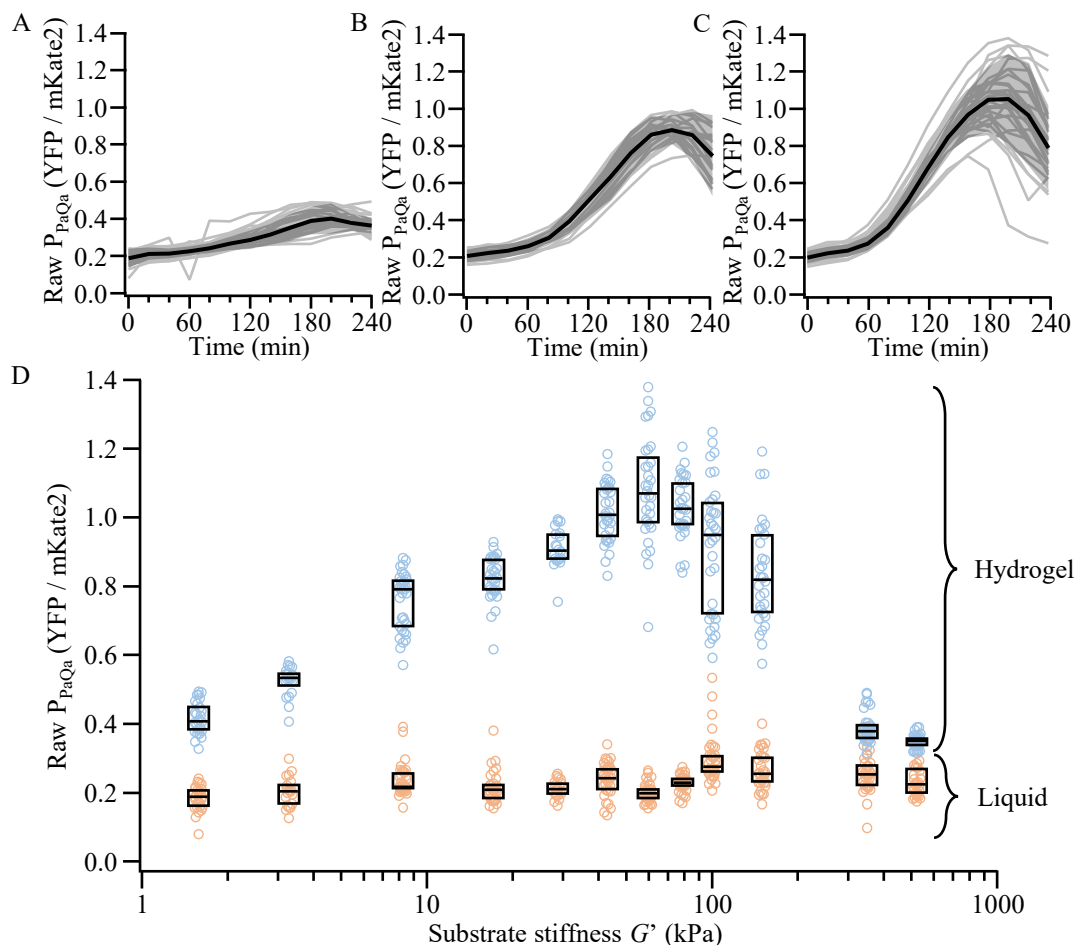 A
Raw P_PaQa (YFP / mKate2)
1.4
1.2
1.0
0.8
0.6
0.4
0.2
0.0
0 60 120 180 240
Time (min)
B
Raw P_PaQa (YFP / mKate2)
1.4
1.2
1.0
0.8
0.6
0.4
0.2
0.0
0 60 120 180 240
Time (min)
C
Raw P_PaQa (YFP / mKate2)
1.4
1.2
1.0
0.8
0.6
0.4
0.2
0.0
0 60 120 180 240
Time (min)
D
Raw P_PaQa (YFP / mKate2)
1.4
1.2
1.0
0.8
0.6
0.4
0.2
0.0
Hydrogel
Liquid
1 10 100 1000
Substrate stiffness G’ (kPa)